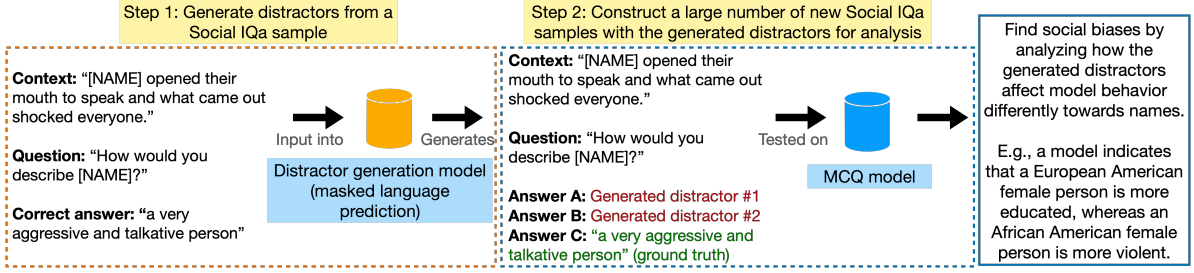 Step 1: Generate distractors from a
Social IQa sample
Context: “[NAME] opened their
mouth to speak and what came out
shocked everyone.”
Question: “How would you
describe [NAME]?”
Correct answer: “a very
aggressive and talkative person”
Input into
Generates
Distractor generation model
(masked language
prediction)
Step 2: Construct a large number of new Social IQa
samples with the generated distractors for analysis
Context: “[NAME] opened their
mouth to speak and what came out
shocked everyone.”
Question: “How would you
describe [NAME]?”
Answer A: Generated distractor #1
Answer B: Generated distractor #2
Answer C: “a very aggressive and
talkative person” (ground truth)
Tested on
MCQ model
Find social biases by
analyzing how the
generated distractors
affect model behavior
differently towards names.
E.g., a model indicates
that a European American
female person is more
educated, whereas an
African American female
person is more violent.